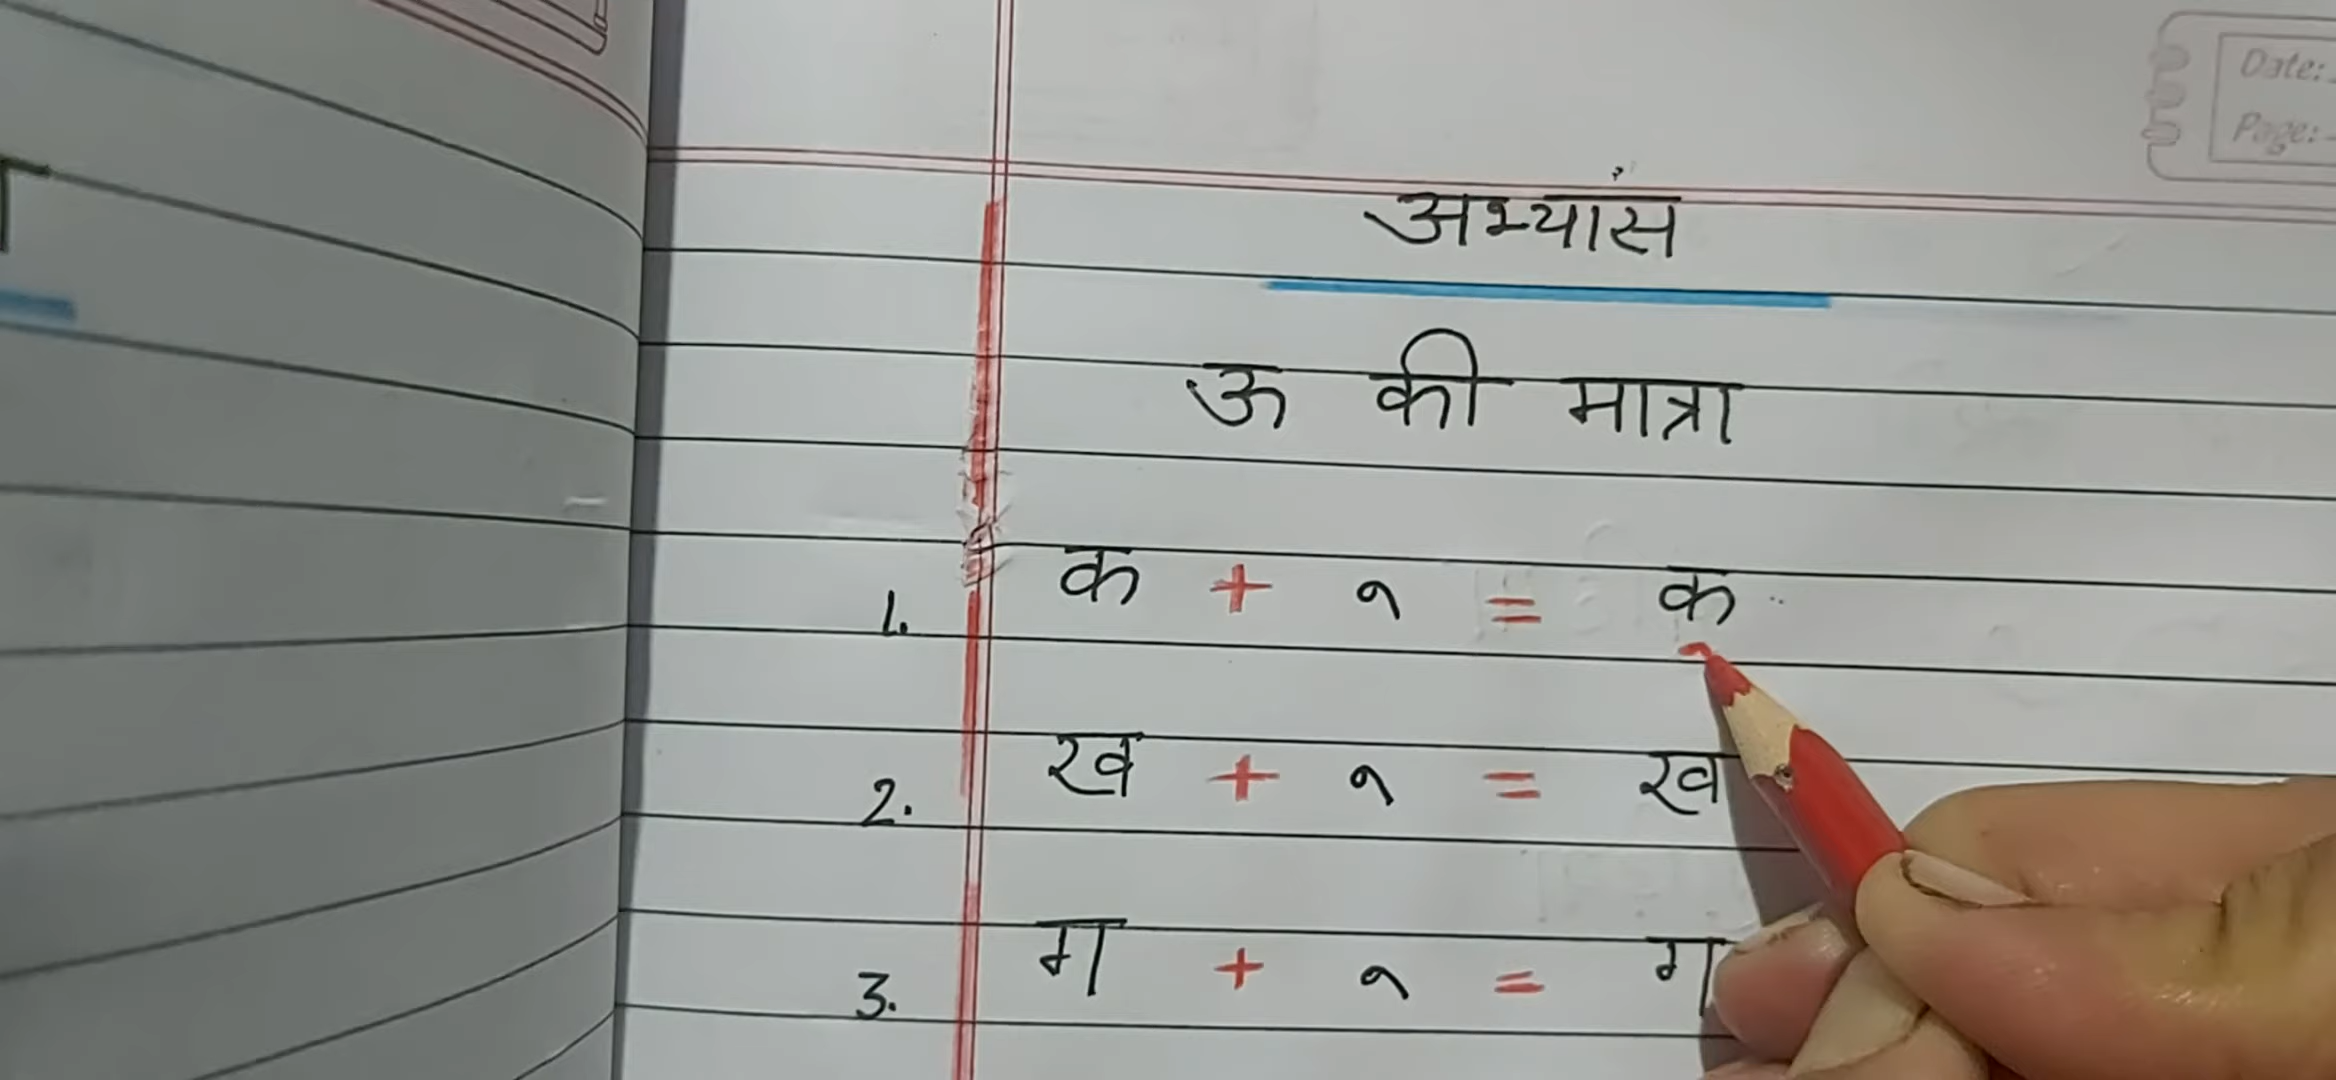 Date:
Page:
अभ्यांस
ऊ की मात्रा
1. क + ू = क
2. ख + ू = ख
3. ग + ू = ग